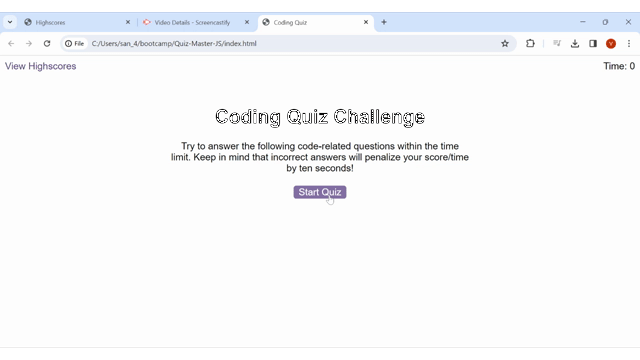 Highscores
Video Details - Screencastify
Coding Quiz
File
C:/Users/san_4/bootcamp/Quiz-Master-JS/index.html
V
View Highscores
Time: 0
Coding Quiz Challenge
Try to answer the following code-related questions within the time
limit. Keep in mind that incorrect answers will penalize your score/time
by ten seconds!
Start Quiz